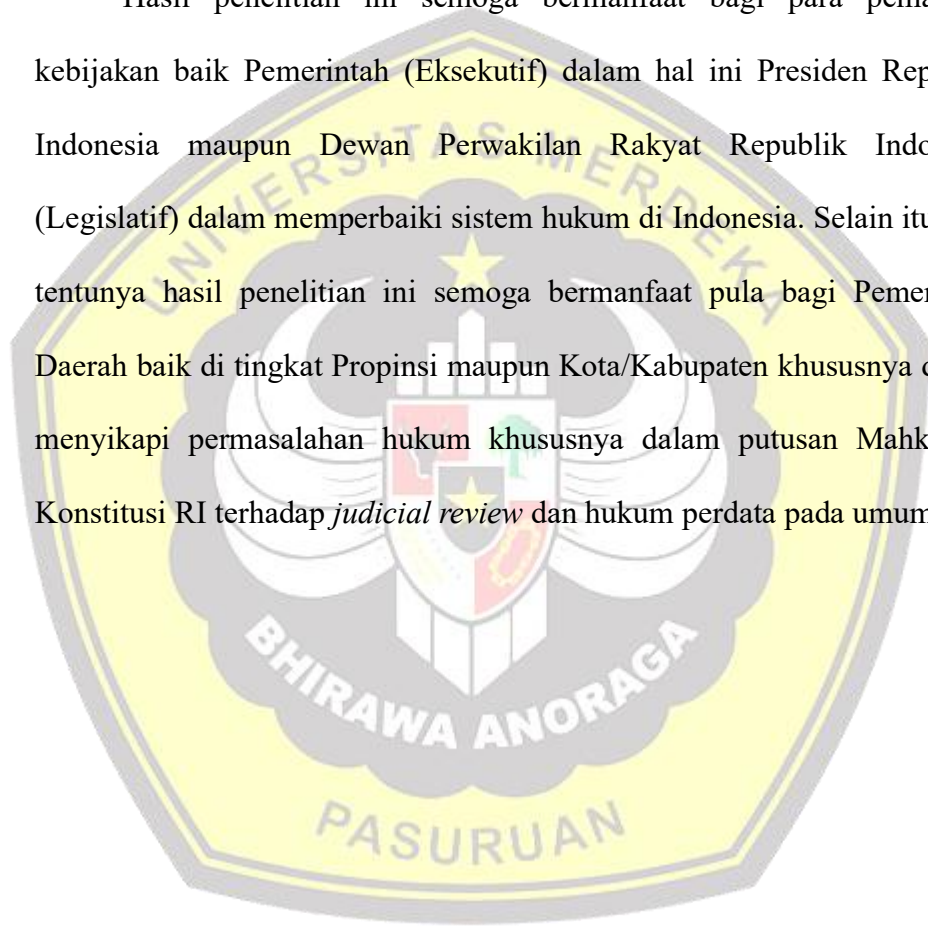 Hasil penelitian ini semoga bermanfaat bagi para
kebijakan baik Pemerintah (Eksekutif) dalam hal ini Presiden
Indonesia maupun Dewan Perwakilan Rakyat Republik
(Legislatif) dalam memperbaiki sistem hukum di Indonesia. Selain itu
tentunya hasil penelitian ini semoga bermanfaat pula bagi
Daerah baik di tingkat Propinsi maupun Kota/Kabupaten khususnya
menyikapi permasalahan hukum khususnya dalam putusan
Konstitusi RI terhadap judicial review dan hukum perdata pada
UNIVERSITAS MERDEKA
BHIRAWA ANORAGA
PASURUAN